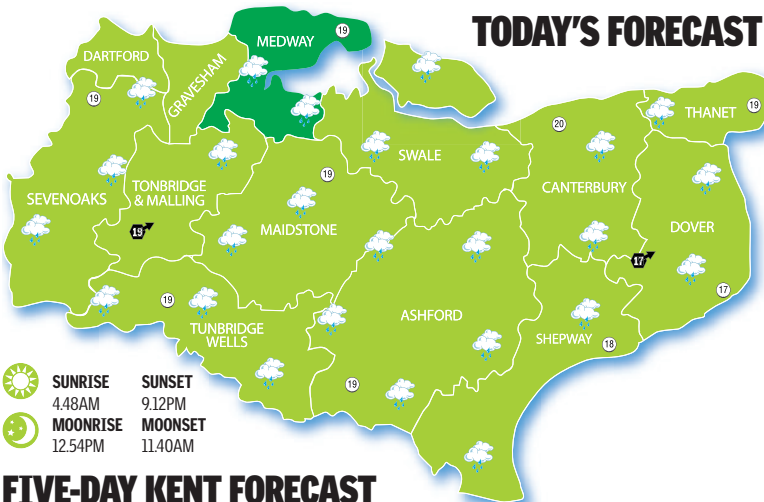 TODAY'S FORECAST
MEDWAY
19
DARTFORD
GRAVESHAM
19
THANET
19
20
SWALE
SEVENOAKS
TONBRIDGE
& MALLING
19
MAIDSTONE
CANTERBURY
DOVER
19
17
17
19
TUNBRIDGE
WELLS
ASHFORD
SHEPWAY
18
19
SUNRISE SUNSET
4.48AM 9.12PM
MOONRISE MOONSET
12.54PM 11.40AM
FIVE-DAY KENT FORECAST